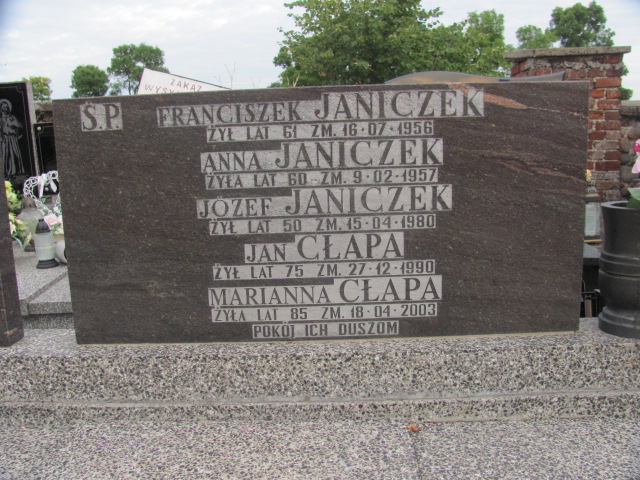 ZAKAZ
Ś.P. FRANCISZEK JANICZEK
ŻYŁ LAT 61 ZM. 16·07·1956
ANNA JANICZEK
ŻYŁA LAT 60 ZM. 9·02·1957
JÓZEF JANICZEK
ŻYŁ LAT 50 ZM. 15·04·1980
JAN CŁAPA
ŻYŁ LAT 75 ZM. 27·12·1990
MARIANNA CŁAPA
ŻYŁA LAT 85 ZM. 18·04·2003
POKÓJ ICH DUSZOM